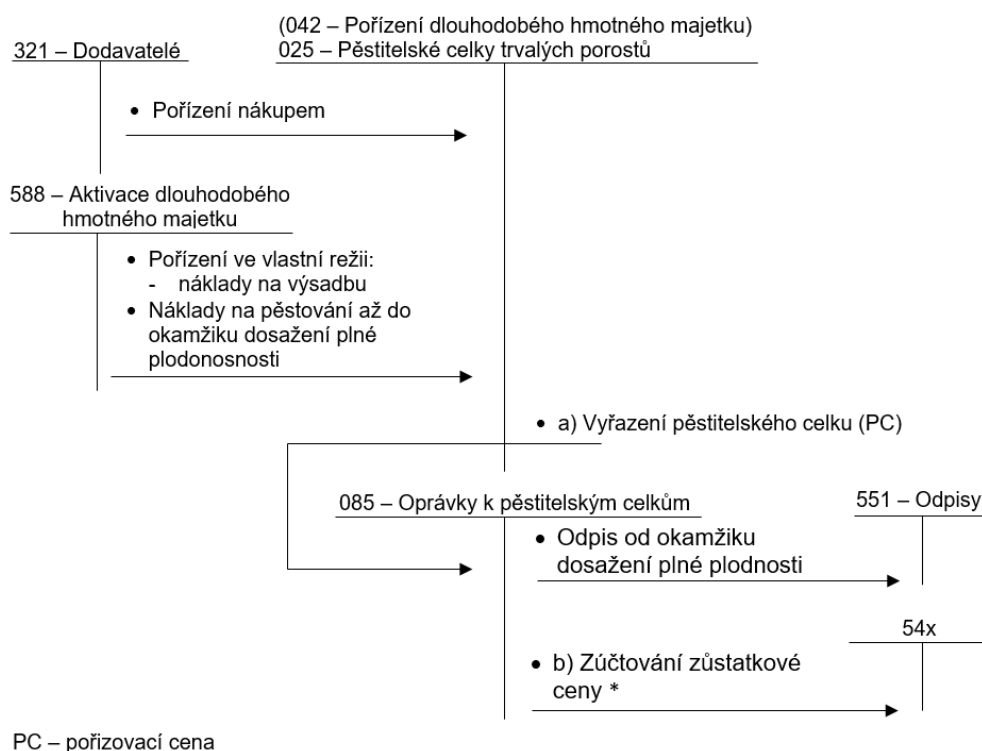 (042 – Pořízení dlouhodobého hmotného majetku)
321 – Dodavatelé
025 – Pěstitelské celky trvalých porostů
• Pořízení nákupem
588 – Aktivace dlouhodobého
hmotného majetku
• Pořízení ve vlastní režii:
- náklady na výsadbu
• Náklady na pěstování až do
okamžiku dosažení plné
plodonosnosti
• a) Vyřazení pěstitelského celku (PC)
085 – Oprávky k pěstitelským celkům
551 – Odpisy
• Odpis od okamžiku
dosažení plné plodnosti
54x
• b) Zúčtování zůstatkové
ceny *
PC – pořizovací cena